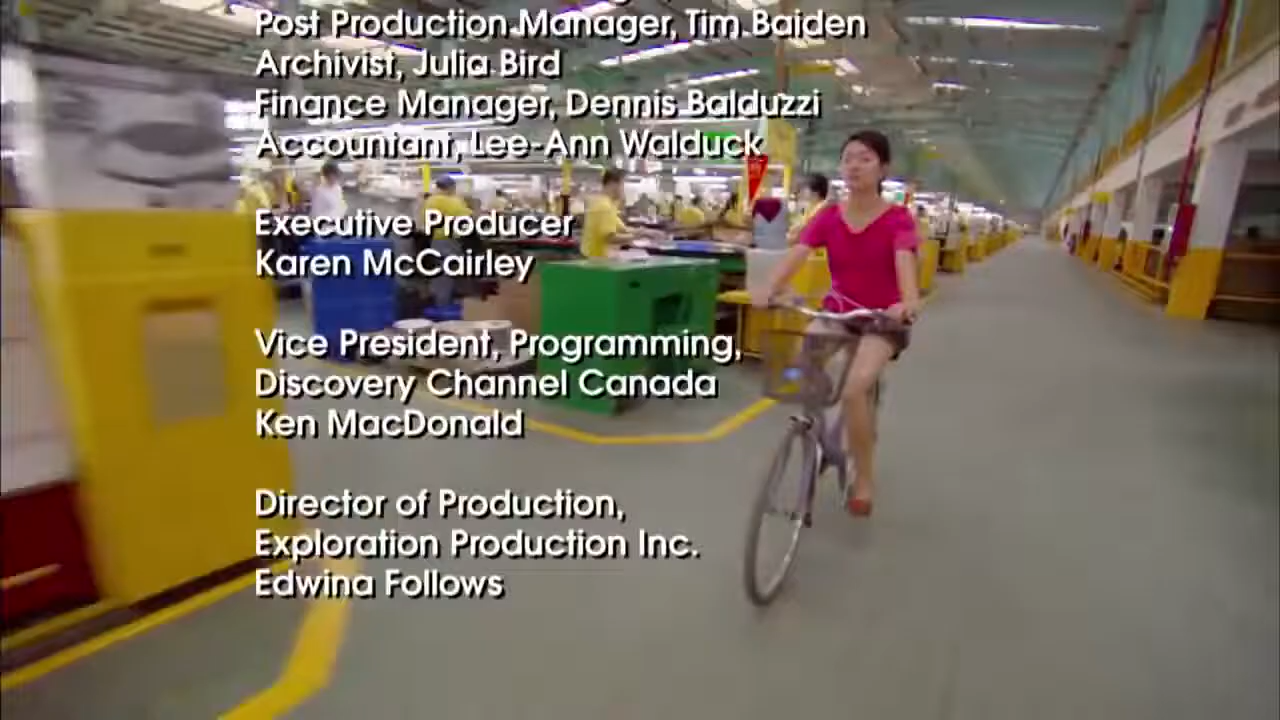 Post Production Manager, Tim Baiden
Archivist, Julia Bird
Finance Manager, Dennis Balduzzi
Accountant, Lee-Ann Walduck
Executive Producer
Karen McCairley
Vice President, Programming,
Discovery Channel Canada
Ken MacDonald
Director of Production,
Exploration Production Inc.
Edwina Follows